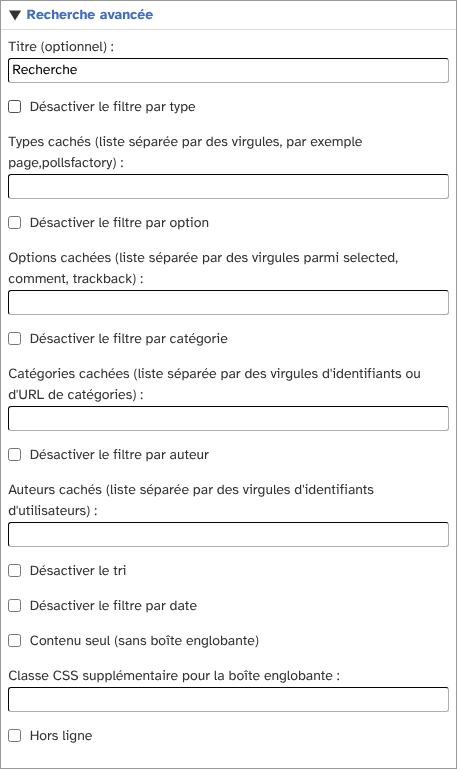 Recherche avancée
Titre (optionnel) :
Recherche
Désactiver le filtre par type
Types cachés (liste séparée par des virgules, par exemple
page,pollsfactory) :
Désactiver le filtre par option
Options cachées (liste séparée par des virgules parmi selected,
comment, trackback) :
Désactiver le filtre par catégorie
Catégories cachées (liste séparée par des virgules d'identifiants ou
d'URL de catégories) :
Désactiver le filtre par auteur
Auteurs cachés (liste séparée par des virgules d'identifiants
d'utilisateurs) :
Désactiver le tri
Désactiver le filtre par date
Contenu seul (sans boîte englobante)
Classe CSS supplémentaire pour la boîte englobante :
Hors ligne